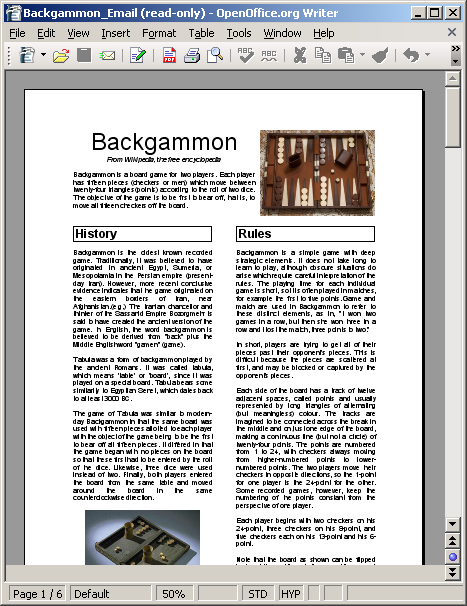 Backgammon_Email (read-only) - OpenOffice.org Writer
File Edit View Insert Format Table Tools Window Help
ABC ABC
Backgammon
From Wikipedia, the free encyclopedia
Backgammon is a board game for two players. Each player
has fifteen pieces (checkers or men) which move between
twenty-four triangles (points) according to the roll of two dice.
The objective of the game is to be first to bear off, that is, to
move all fifteen checkers off the board.
History
Backgammon is the oldest known recorded
game. Traditionally, it was believed to have
originated in ancient Egypt, Sumeria, or
Mesopotamia in the Persian empire (present-
day Iran). However, more recent conclusive
evidence indicates that the game originated on
the eastern borders of Iran, near
Afghanistan.(e.g.) The Iranian chancellor and
thinker of the Sassanid Empire Bozorgmehr is
said to have created the ancient version of the
game. In English, the word backgammon is
believed to be derived from "back" plus the
Middle English word "gamen" (game).
Tabula was a form of backgammon played by
the ancient Romans. It was called tabula,
which means 'table' or 'board', since it was
played on a special board. Tabula bears some
similarity to Egyptian Senet, which dates back
to at least 3000 BC.
The game of Tabula was similar to modern-
day Backgammon in that the same board was
used with fifteen pieces allotted to each player
with the object of the game being to be the first
to bear off all fifteen pieces. It differed in that
the game began with no pieces on the board
so that these first had to be entered by the roll
of the dice. Likewise, three dice were used
instead of two. Finally, both players entered
the board from the same table and moved
around the board in the same
counterclockwise direction.
Rules
Backgammon is a simple game with deep
strategic elements. It does not take long to
learn to play, although obscure situations do
arise which require careful interpretation of the
rules. The playing time for each individual
game is short, so it is often played in matches,
for example the first to five points. Game and
match are used in Backgammon to refer to
these distinct elements, as in, "I won two
games in a row, but then she won three in a
row and I lost the match, three points to two"
In short, players are trying to get all of their
pieces past their opponent's pieces. This is
difficult because the pieces are scattered at
first, and may be blocked or captured by the
opponent's pieces.
Each side of the board has a track of twelve
adjacent spaces, called points and usually
represented by long triangles of alternating
(but meaningless) colour. The tracks are
imagined to be connected across the break in
the middle and on just one edge of the board,
making a continuous line (but not a circle) of
twenty-four points. The points are numbered
from 1 to 24, with checkers always moving
from higher-numbered points to lower-
numbered points. The two players move their
checkers in opposite directions, so the 1-point
for one player is the 24-point for the other.
Some recorded games, however, keep the
numbering of the points constant from the
perspective of one player.
Each player begins with two checkers on his
24-point, three checkers on his 8-point, and
five checkers each on his 13-point and his 6-
point.
Note that the board as shown can be flipped
Page 1 / 6 Default 50% STD HYP